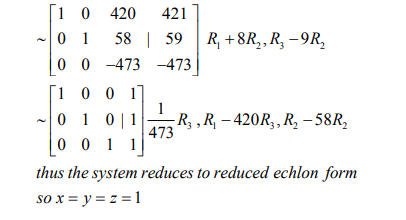 ~ [1 0 420 421
0 1 58 | 59
0 0 −473 −473] R₁ + 8R₂, R₃ − 9R₂
~ [1 0 0 1
0 1 0 | 1
0 0 1 1] 1/473 −R₃, R₁ − 420R₃, R₂ − 58R₂
thus the system reduces to reduced echlon form
so x = y = z = 1